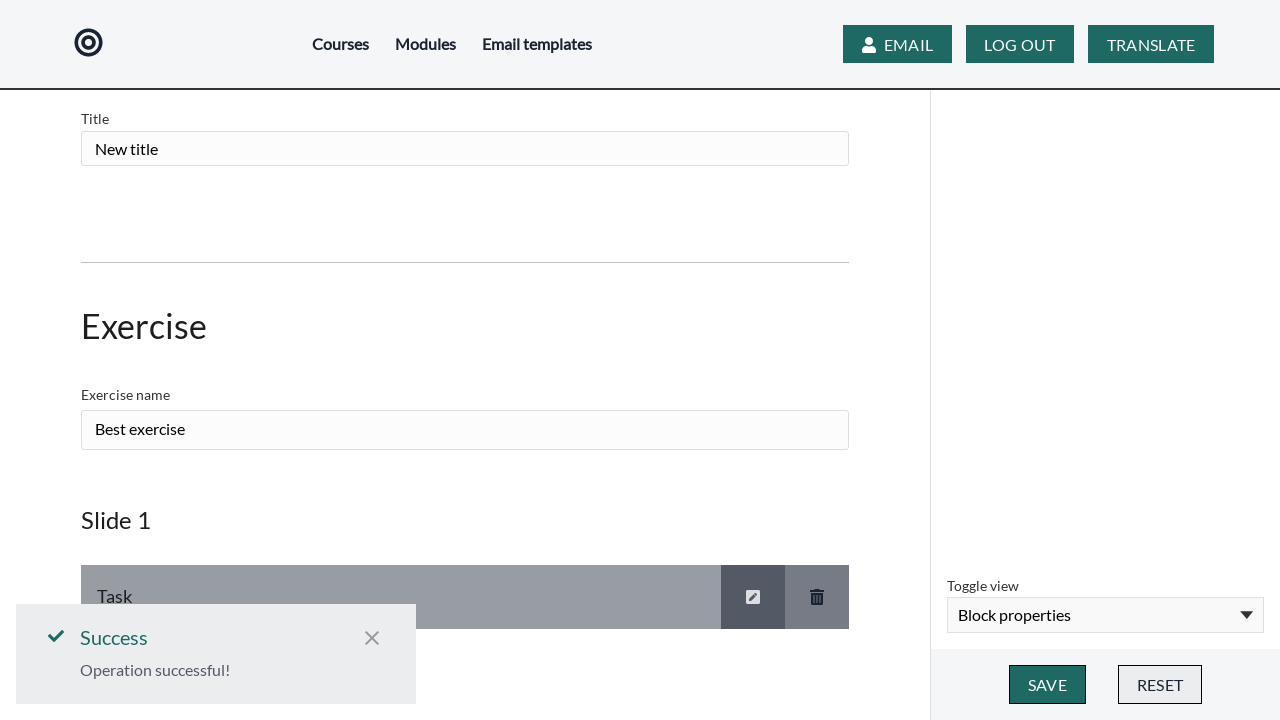 Courses Modules Email templates EMAIL LOG OUT TRANSLATE
Title
New title
Exercise
Exercise name
Best exercise
Slide 1
Task
Success
Operation successful!
Toggle view
Block properties
SAVE RESET